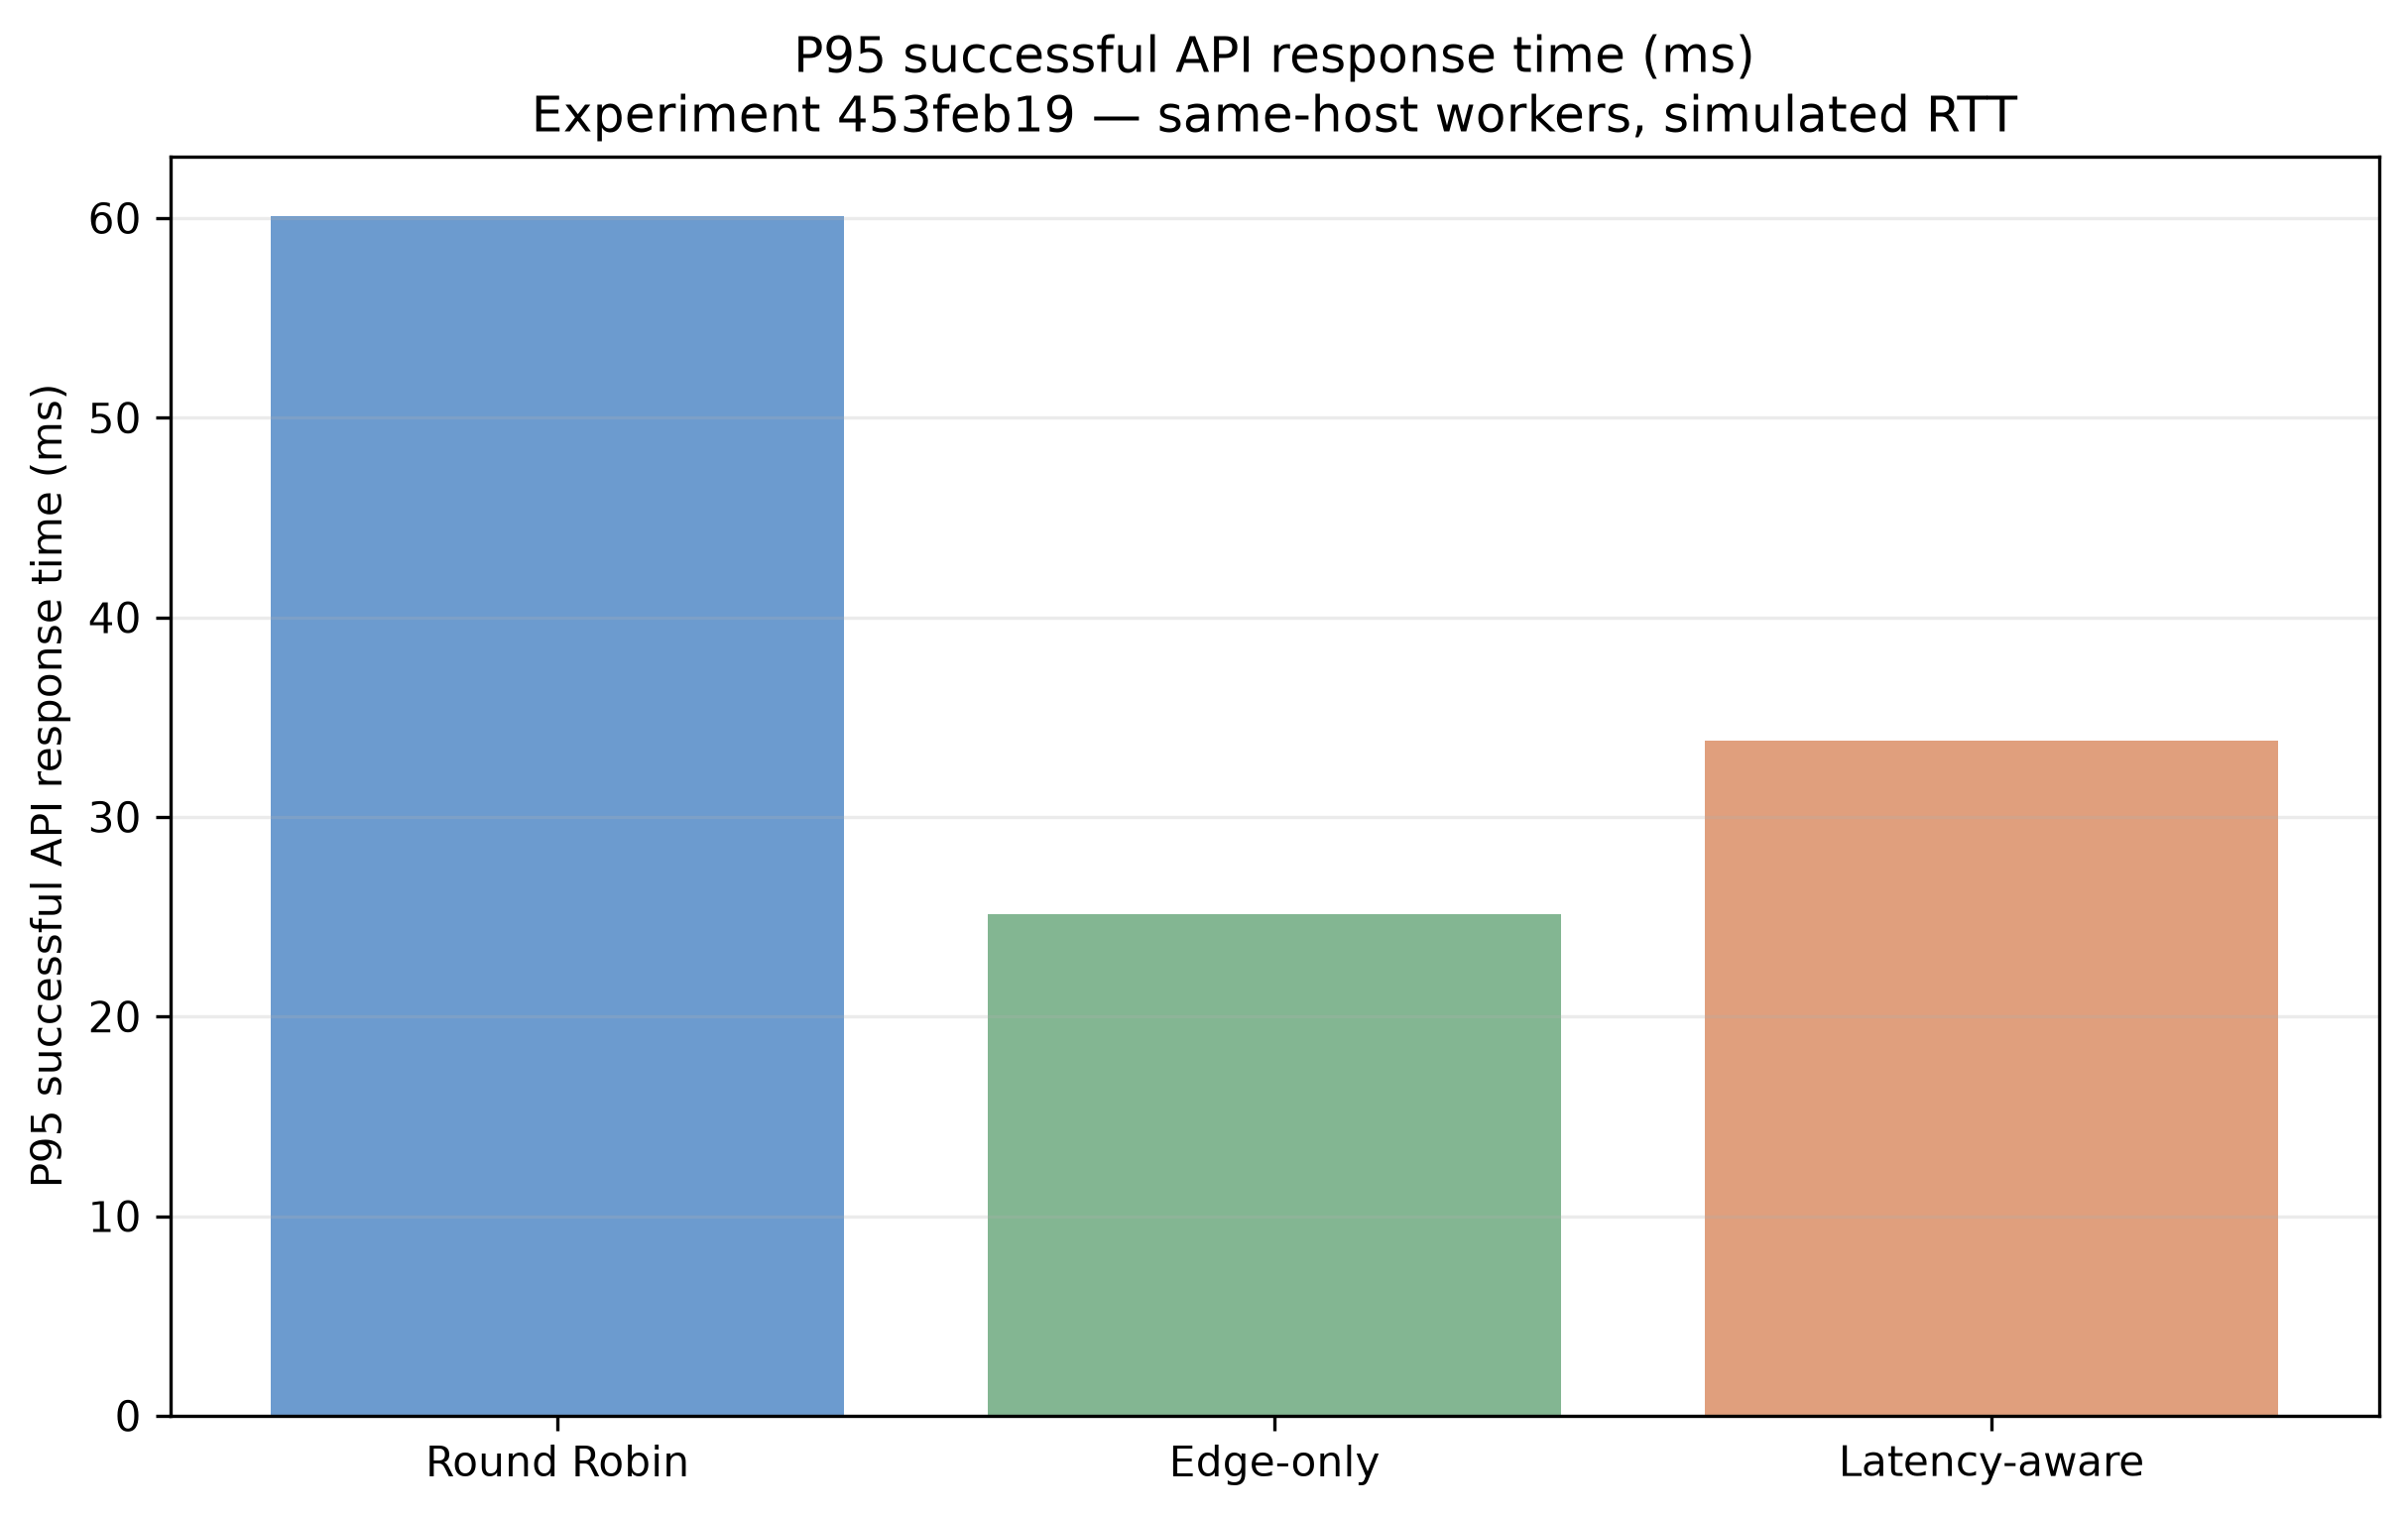 P95 successful API response time (ms)
Experiment 453feb19 — same-host workers, simulated RTT
P95 successful API response time (ms)
60
50
40
30
20
10
0
Round Robin
Edge-only
Latency-aware